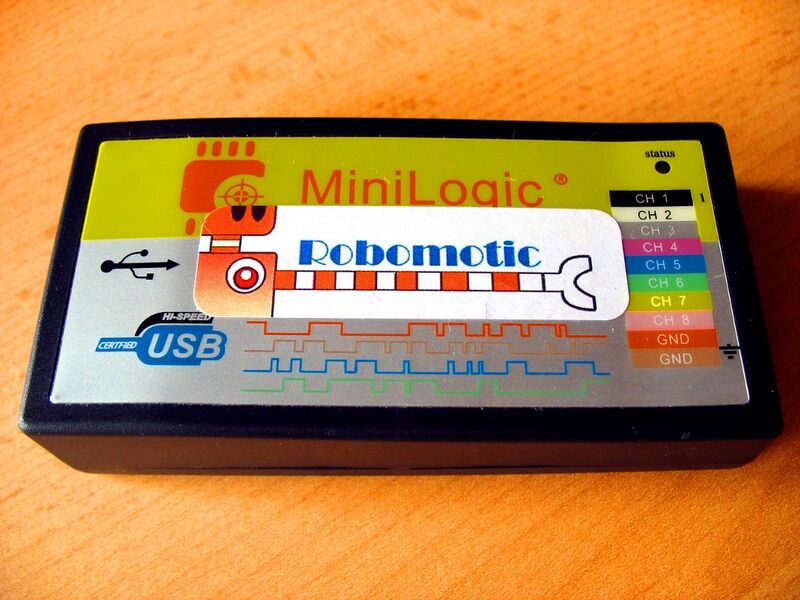 status
MiniLogic ®
CH 1 1
CH 2
CH 3
CH 4
CH 5
CH 6
CH 7
CH 8
GND
GND
Robomotic
HI-SPEED
CERTFIED USB